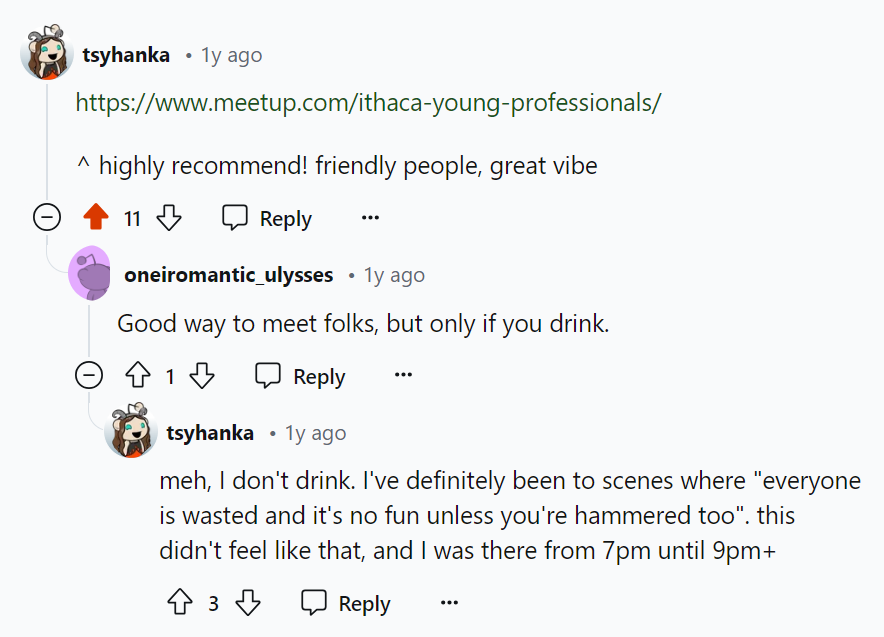 tsyhanka • 1y ago
https://www.meetup.com/ithaca-young-professionals/
^ highly recommend! friendly people, great vibe
11 Reply ...
oneiromantic_ulysses • 1y ago
Good way to meet folks, but only if you drink.
1 Reply ...
tsyhanka • 1y ago
meh, I don't drink. I've definitely been to scenes where "everyone
is wasted and it's no fun unless you're hammered too". this
didn't feel like that, and I was there from 7pm until 9pm+
3 Reply ...